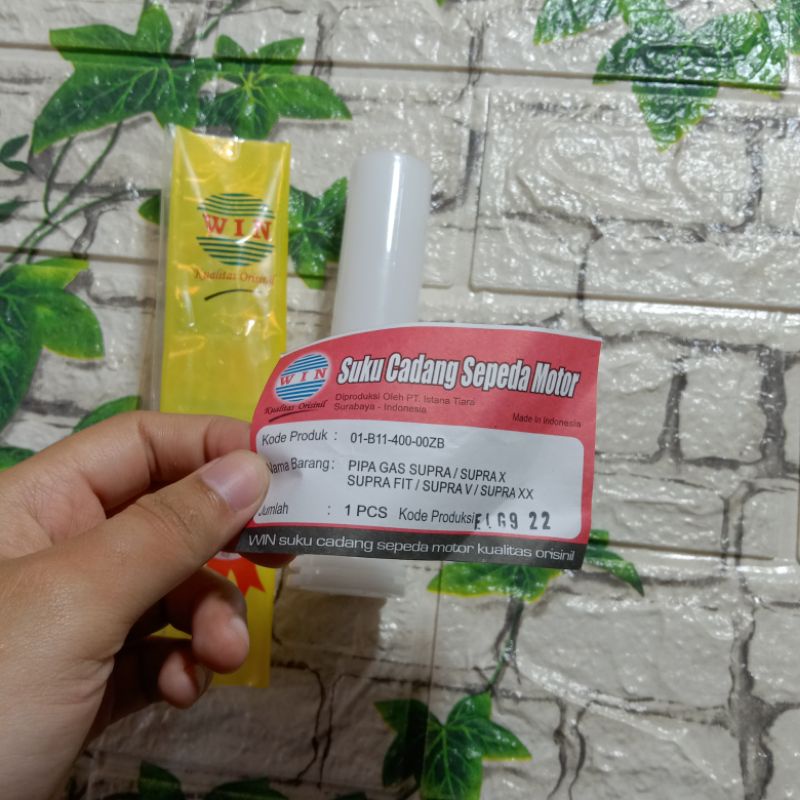 WIN
Kualitas Orisinil
WIN
Kualitas Orisinil
Suku Cadang Sepeda Motor
Diproduksi Oleh PT. Istana Tiara
Surabaya - Indonesia
Made in Indonesia
Kode Produk : 01-B11-400-00ZB
Nama Barang : PIPA GAS SUPRA / SUPRA X
SUPRA FIT / SUPRA V / SUPRA XX
Jumlah : 1 PCS Kode Produksi 22
WIN suku cadang sepeda motor kualitas orisinil